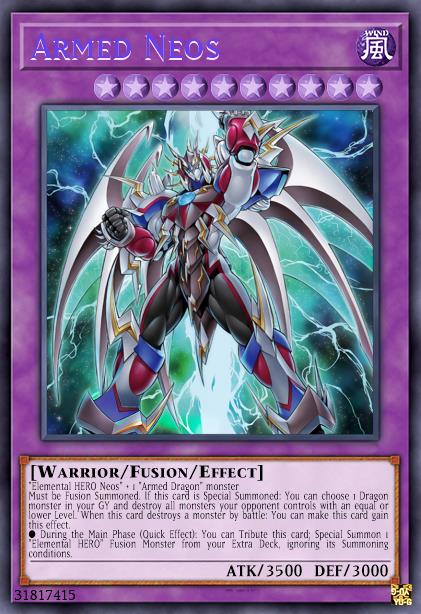 ARMED NEOS
WIND
風
[WARRIOR/FUSION/EFFECT]
"Elemental HERO Neos" + 1 "Armed Dragon" monster
Must be Fusion Summoned. If this card is Special Summoned: You can choose 1 Dragon
monster in your GY and destroy all monsters your opponent controls with an equal or
lower Level. When this card destroys a monster by battle: You can make this card gain
this effect.
● During the Main Phase (Quick Effect): You can Tribute this card; Special Summon 1
"Elemental HERO" Fusion Monster from your Extra Deck, ignoring its Summoning
conditions.
ATK/3500 DEF/3000
31817415